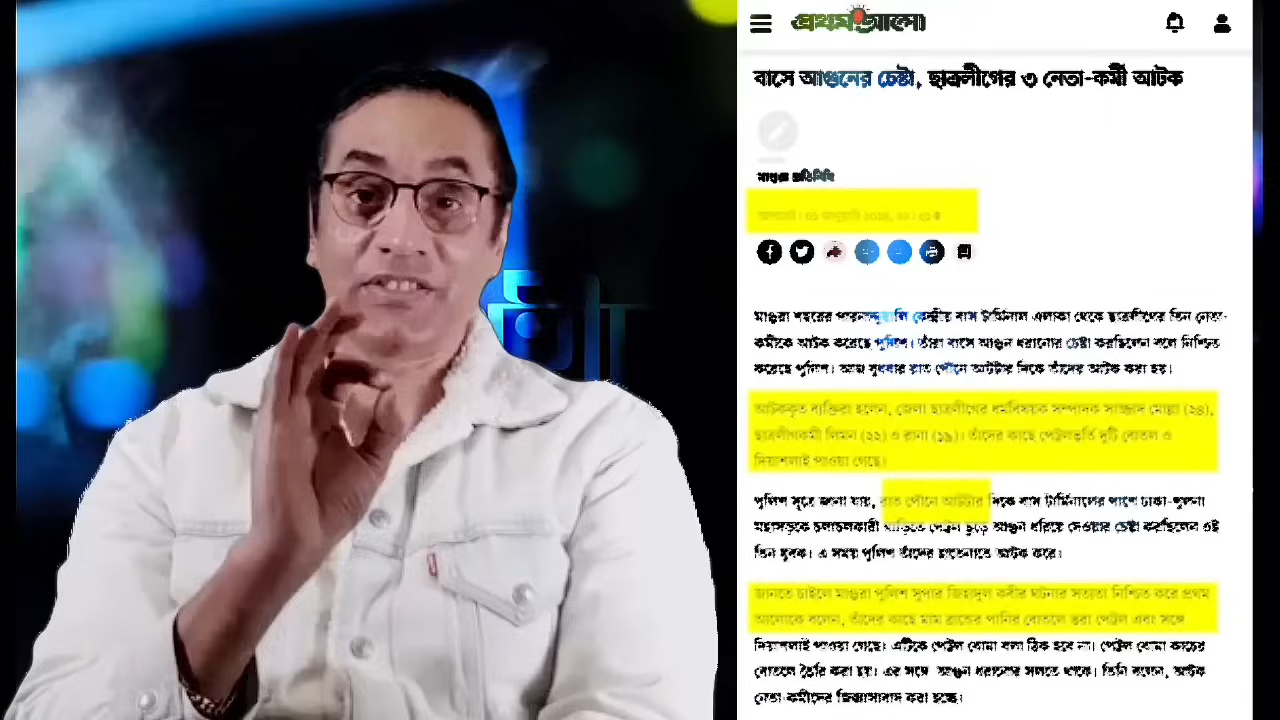 প্রথম আলো
বাসে আগুনের চেষ্টা, ছাত্রলীগের ৩ নেতা-কর্মী আটক
মাগুরা প্রতিনিধি
মাগুরা শহরের পারনান্দুয়ালি কেন্দ্রীয় বাস টার্মিনাল এলাকা থেকে ছাত্রলীগের তিন নেতা-
কর্মীকে আটক করেছে পুলিশ। তাঁরা বাসে আগুন ধরানোর চেষ্টা করছিলেন বলে নিশ্চিত
করেছে পুলিশ। আজ বুধবার রাত পৌনে আটটার দিকে তাঁদের আটক করা হয়।
আটককৃত ব্যক্তিরা হলেন, জেলা ছাত্রলীগের ধর্মবিষয়ক সম্পাদক সাজ্জাদ মোল্লা (২৪),
ছাত্রলীগকর্মী লিমন (২২) ও রানা (১৯)। তাঁদের কাছে পেট্রলভর্তি দুটি বোতল ও
দিয়াশলাই পাওয়া গেছে।
পুলিশ সূত্রে জানা যায়, রাত পৌনে আটটার দিকে বাস টার্মিনালের পাশে ঢাকা-খুলনা
মহাসড়কে চলাচলকারী গাড়িতে পেট্রল ছুড়ে আগুন ধরিয়ে দেওয়ার চেষ্টা করছিলেন ওই
তিন যুবক। এ সময় পুলিশ তাঁদের হাতেনাতে আটক করে।
জানতে চাইলে মাগুরা পুলিশ সুপার জিহাদুল কবীর ঘটনার সত্যতা নিশ্চিত করে প্রথম
আলোকে বলেন, তাঁদের কাছে মাম ব্র্যান্ডের পানির বোতলে ভরা পেট্রল এবং সঙ্গে
দিয়াশলাই পাওয়া গেছে। এটিকে পেট্রল বোমা বলা ঠিক হবে না। পেট্রল বোমা কাচের
বোতলে তৈরি করা হয়। এর সঙ্গে আগুন ধরানোর সলতে থাকে। তিনি বলেন, আটক
নেতা-কর্মীদের জিজ্ঞাসাবাদ করা হচ্ছে।